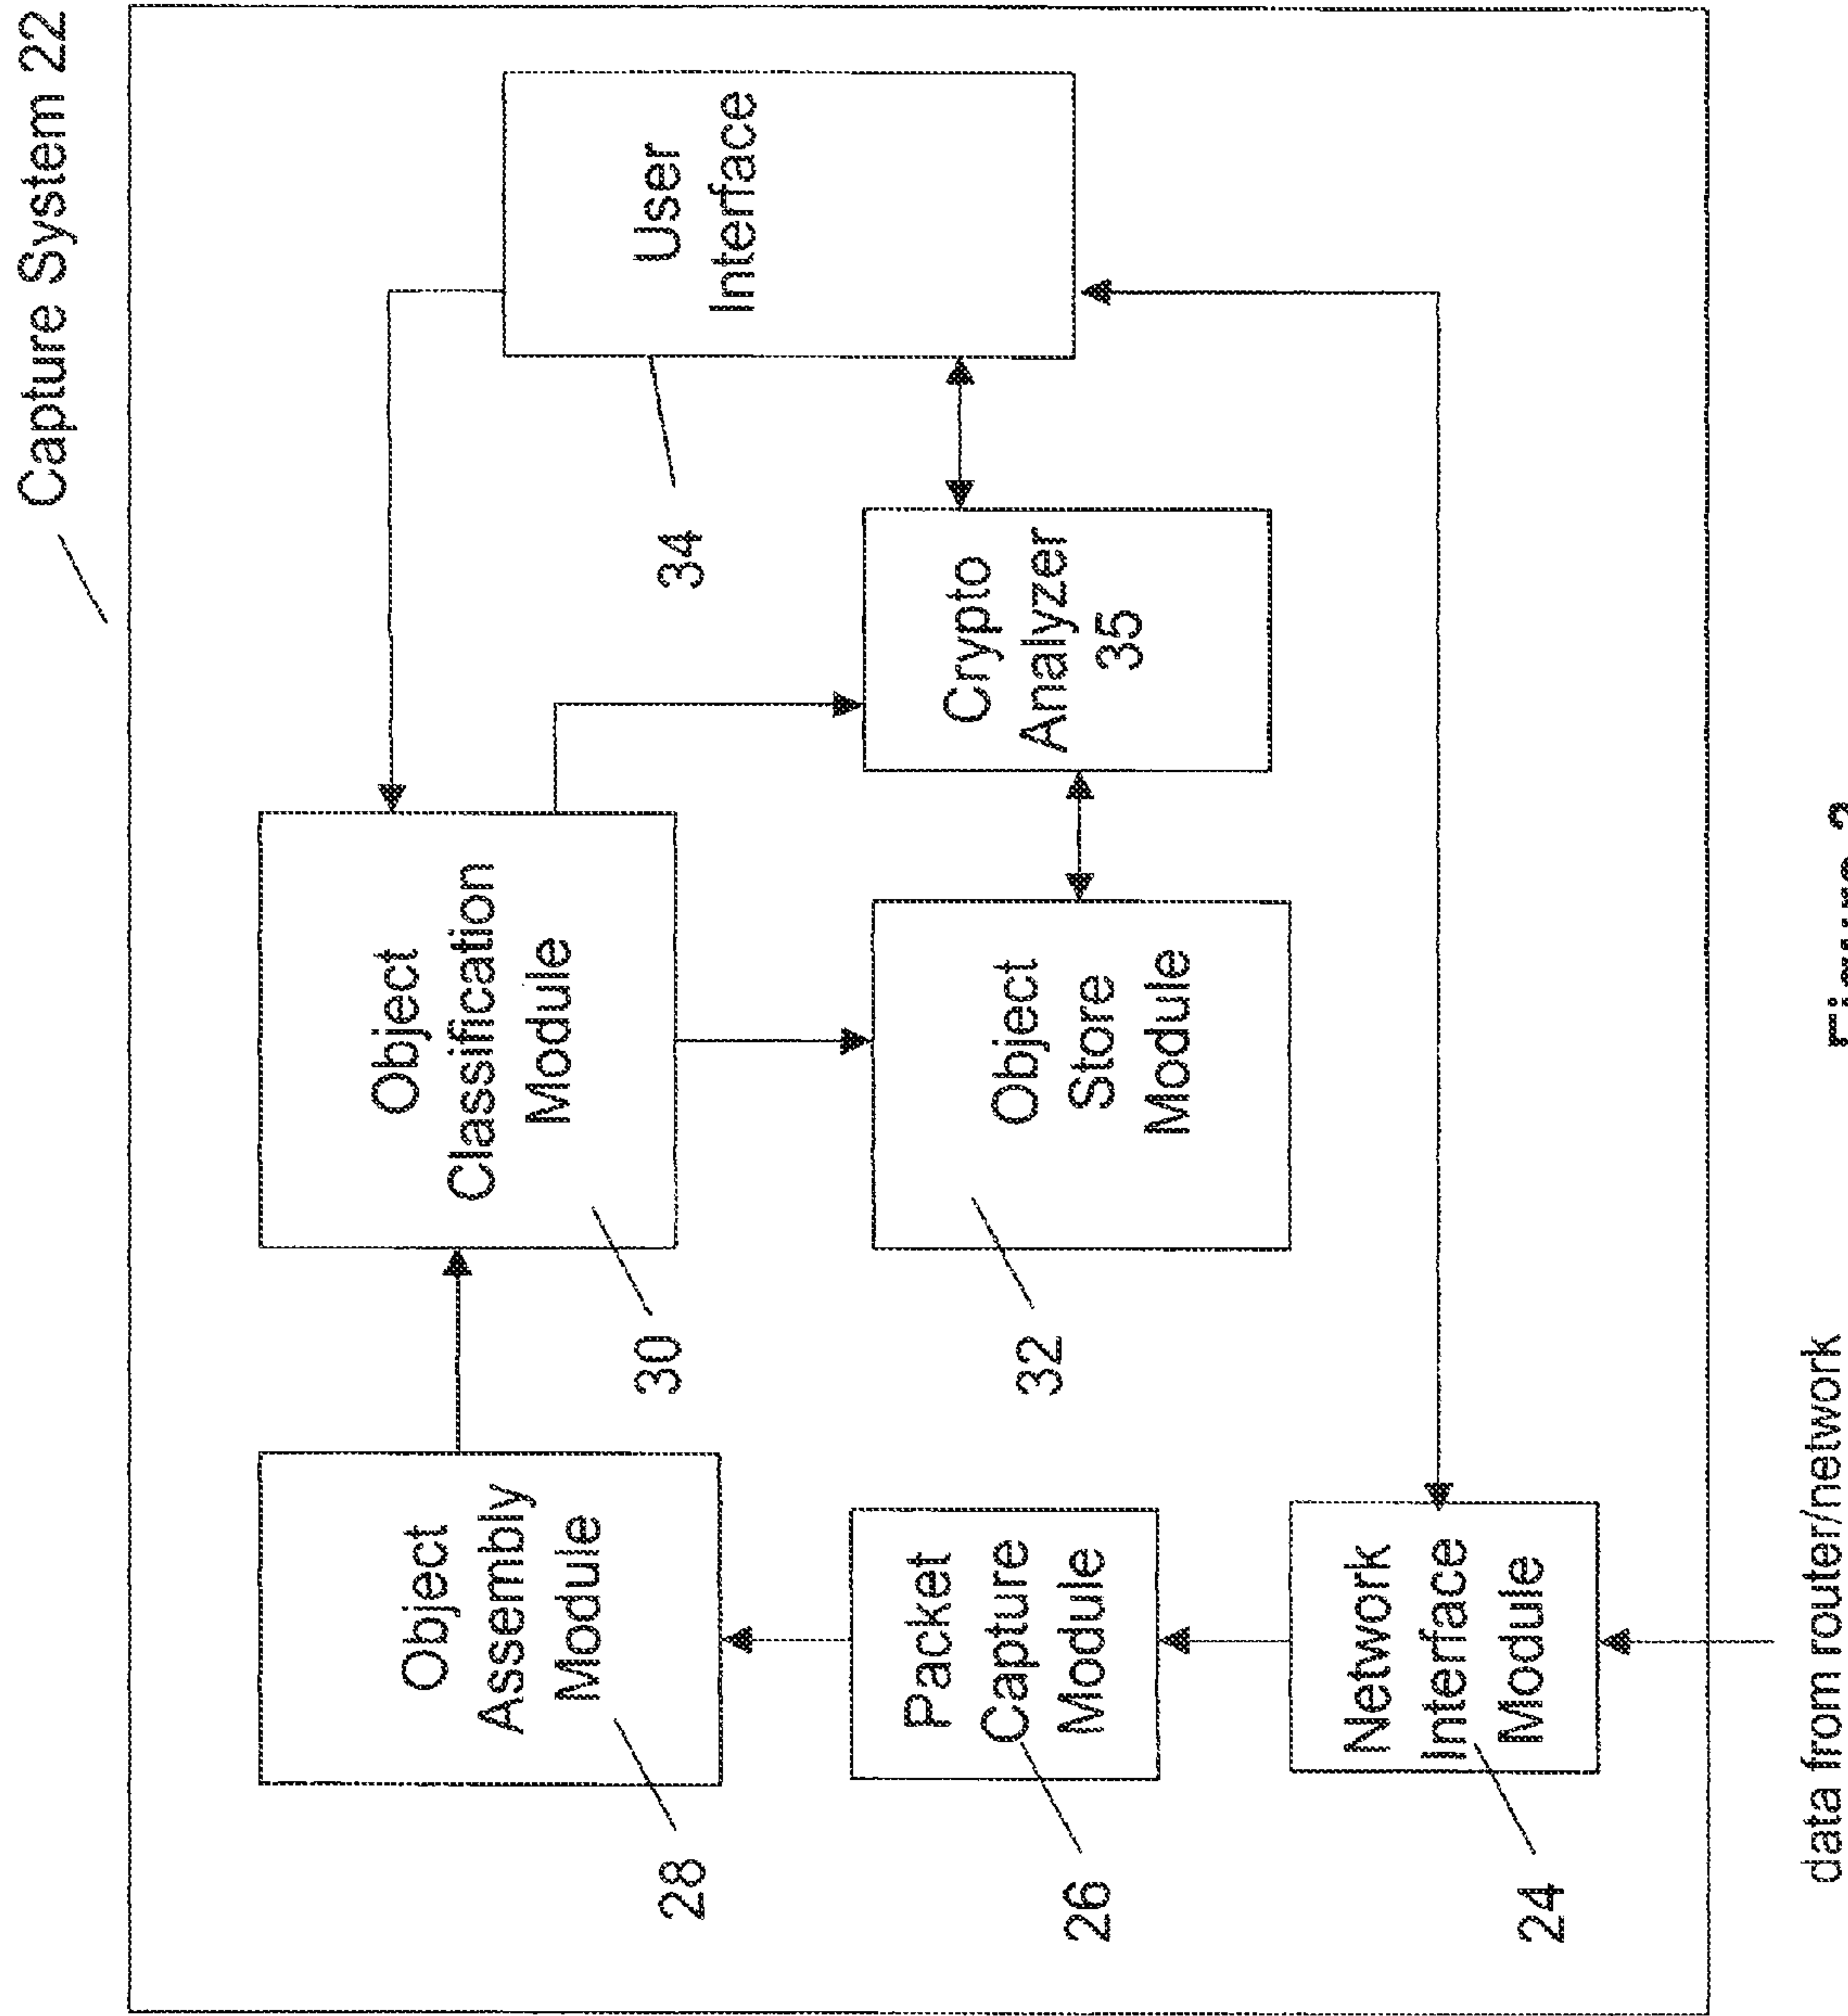 Capture System 22
Object
Assembly
Module
28
Object
Classification
Module
30
User
Interface
34
Packet
Capture
Module
26
Object
Store
Module
32
Crypto
Analyzer
35
Network
Interface
Module
24
data from router/network
Figure